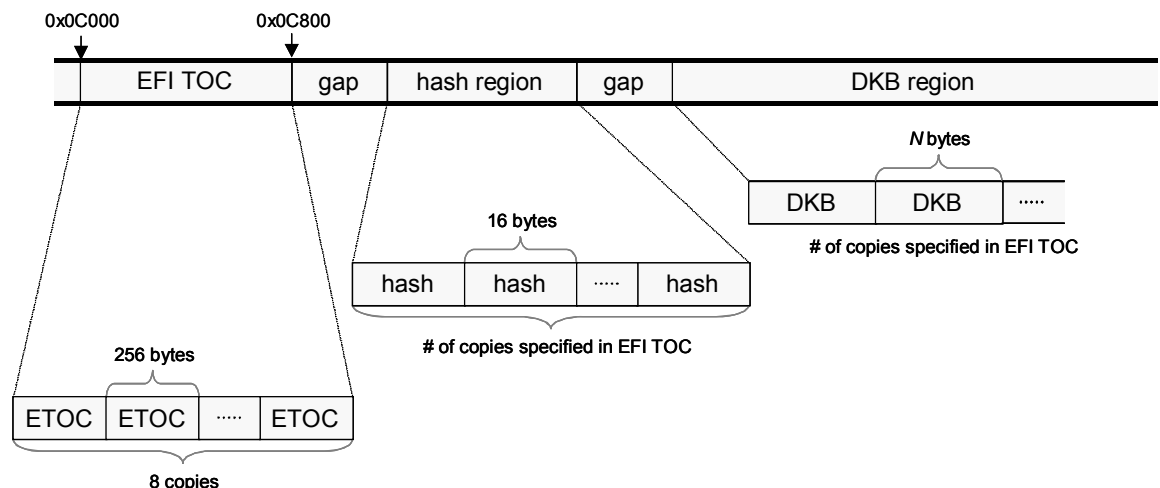 0x0C000 0x0C800
EFI TOC gap hash region gap DKB region
N bytes
DKB DKB .....
# of copies specified in EFI TOC
16 bytes
hash hash ..... hash
# of copies specified in EFI TOC
256 bytes
ETOC ETOC ..... ETOC
8 copies